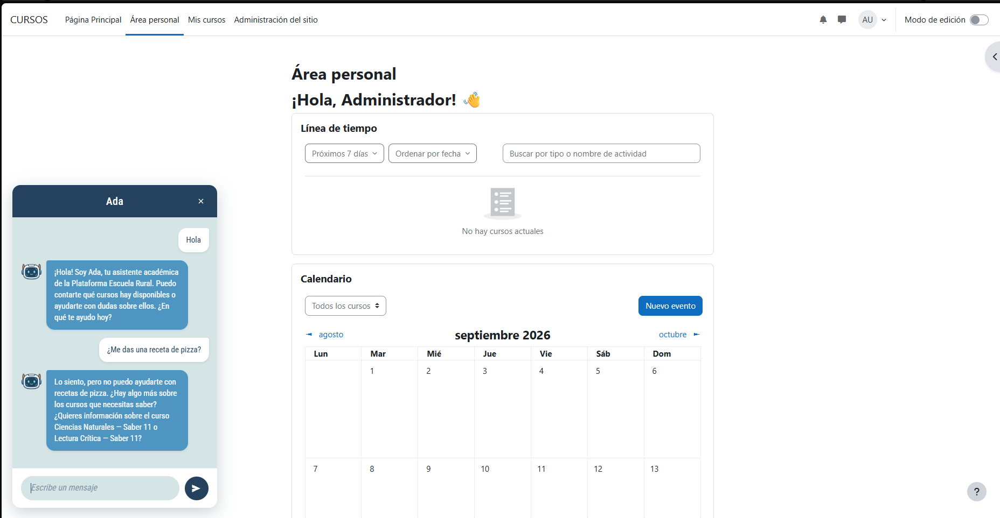 CURSOS
Página Principal
Área personal
Mis cursos
Administración del sitio
AU
Modo de edición
Área personal
¡Hola, Administrador!
Línea de tiempo
Próximos 7 días
Ordenar por fecha
Buscar por tipo o nombre de actividad
No hay cursos actuales
Calendario
Todos los cursos
Nuevo evento
agosto
septiembre 2026
octubre
Lun Mar Mié Jue Vie Sáb Dom
1 2 3 4 5 6
7 8 9 10 11 12 13
?
Ada
×
Hola
¡Hola! Soy Ada, tu asistente académica
de la Plataforma Escuela Rural. Puedo
contarte qué cursos hay disponibles o
ayudarte con dudas sobre ellos. ¿En
qué te ayudo hoy?
¿Me das una receta de pizza?
Lo siento, pero no puedo ayudarte con
recetas de pizza. ¿Hay algo más sobre
los cursos que necesitas saber?
¿Quieres información sobre el curso
Ciencias Naturales — Saber 11 o
Lectura Crítica — Saber 11?
Escribe un mensaje